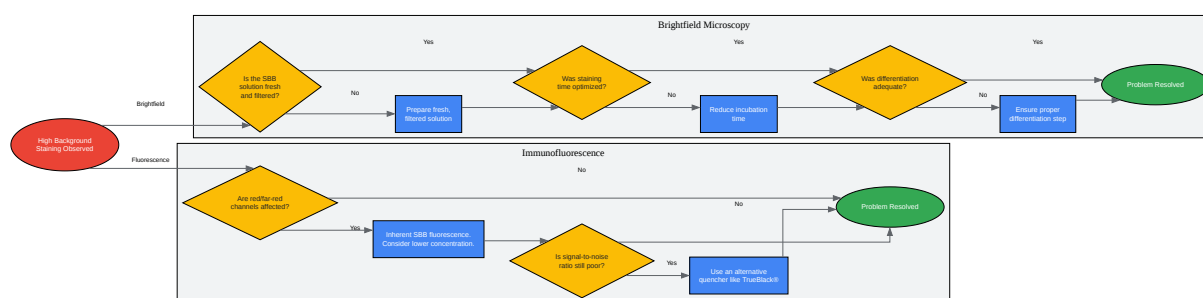 Brightfield Microscopy
Yes
Yes
Yes
Is the SBB
solution fresh
and filtered?
Was staining
time optimized?
Was differentiation
adequate?
Problem Resolved
No
No
No
Prepare fresh,
filtered solution
Reduce incubation
time
Ensure proper
differentiation step
Brightfield
High Background
Staining Observed
Fluorescence
Immunofluorescence
No
Are red/far-red
channels affected?
No
Problem Resolved
Yes
Inherent SBB fluorescence.
Consider lower concentration.
Is signal-to-noise
ratio still poor?
Yes
Use an alternative
quencher like TrueBlack®